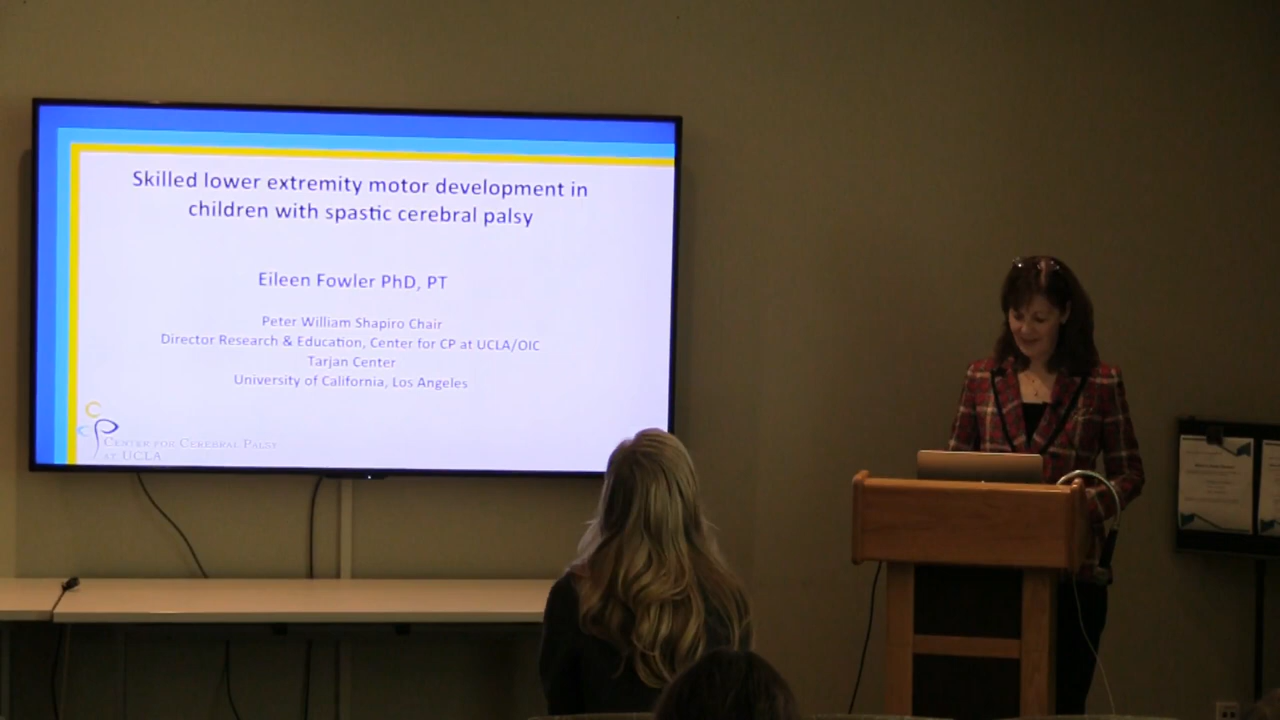 Skilled lower extremity motor development in
children with spastic cerebral palsy
Eileen Fowler PhD, PT
Peter William Shapiro Chair
Director Research & Education, Center for CP at UCLA/OIC
Tarjan Center
University of California, Los Angeles
CENTER FOR CEREBRAL PALSY
AT UCLA